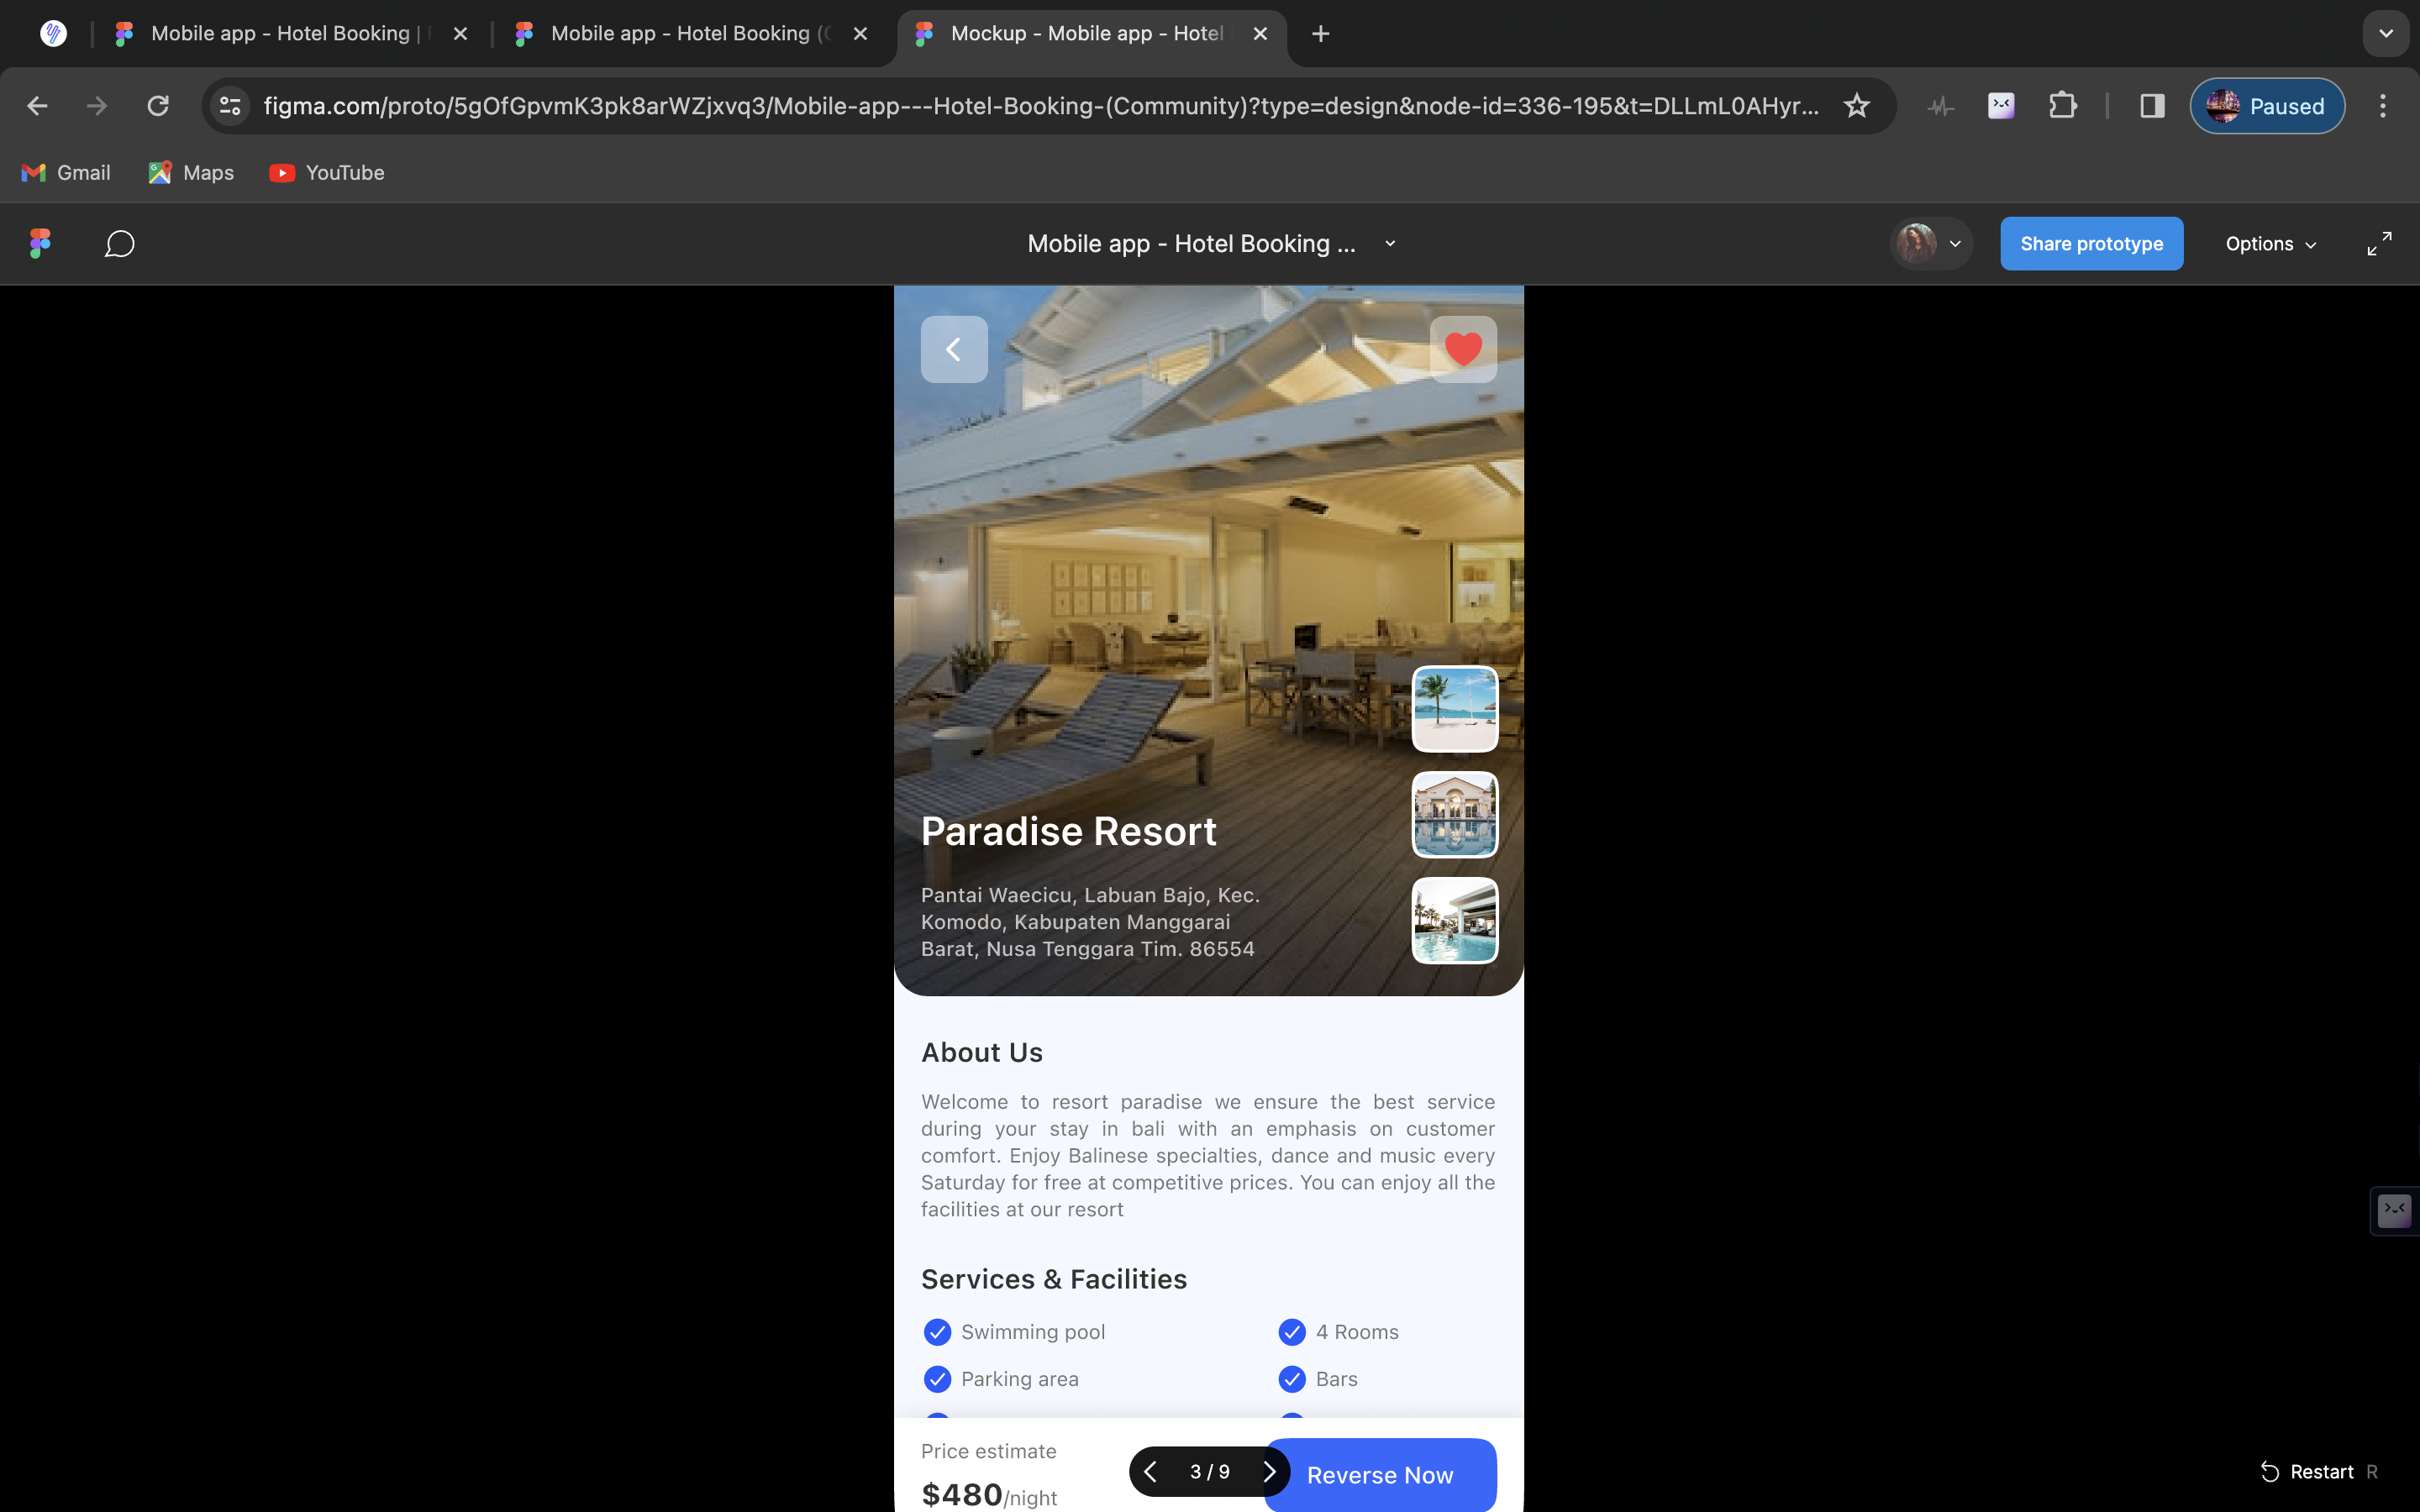 Mobile app - Hotel Booking |
Mobile app - Hotel Booking (
Mockup - Mobile app - Hotel
figma.com/proto/5gOfGpvmK3pk8arWZjxvq3/Mobile-app---Hotel-Booking-(Community)?type=design&node-id=336-195&t=DLLmL0AHyr...
Paused
Gmail
Maps
YouTube
Mobile app - Hotel Booking ...
Share prototype
Options
Paradise Resort
Pantai Waecicu, Labuan Bajo, Kec.
Komodo, Kabupaten Manggarai
Barat, Nusa Tenggara Tim. 86554
About Us
Welcome to resort paradise we ensure the best service
during your stay in bali with an emphasis on customer
comfort. Enjoy Balinese specialties, dance and music every
Saturday for free at competitive prices. You can enjoy all the
facilities at our resort
Services & Facilities
Swimming pool
4 Rooms
Parking area
Bars
Price estimate
$480/night
3 / 9
Reverse Now
Restart R